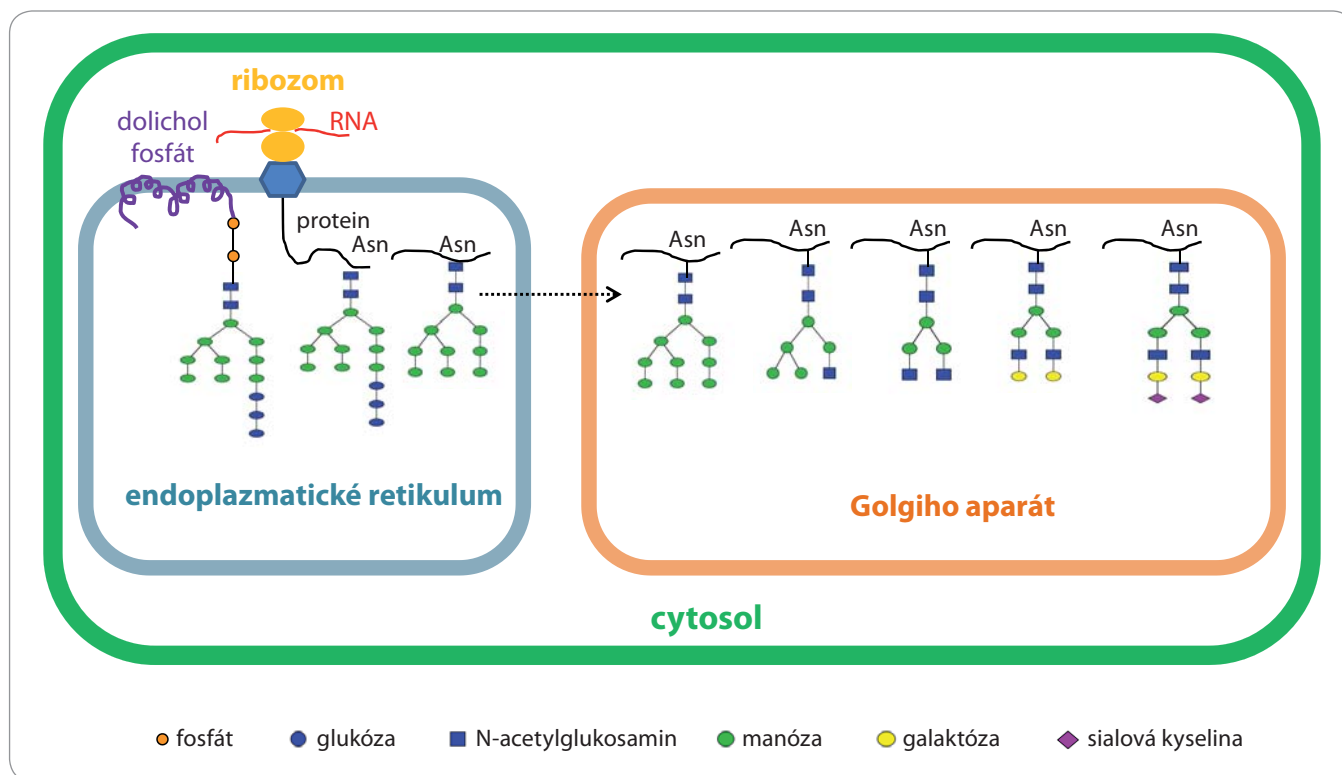 ribozom
dolichol
fosfát
RNA
protein
Asn
Asn
Asn
Asn
Asn
Asn
Asn
endoplazmatické retikulum
Golgiho aparát
cytosol
fosfát
glukóza
N-acetylglukosamin
manóza
galaktóza
sialová kyselina